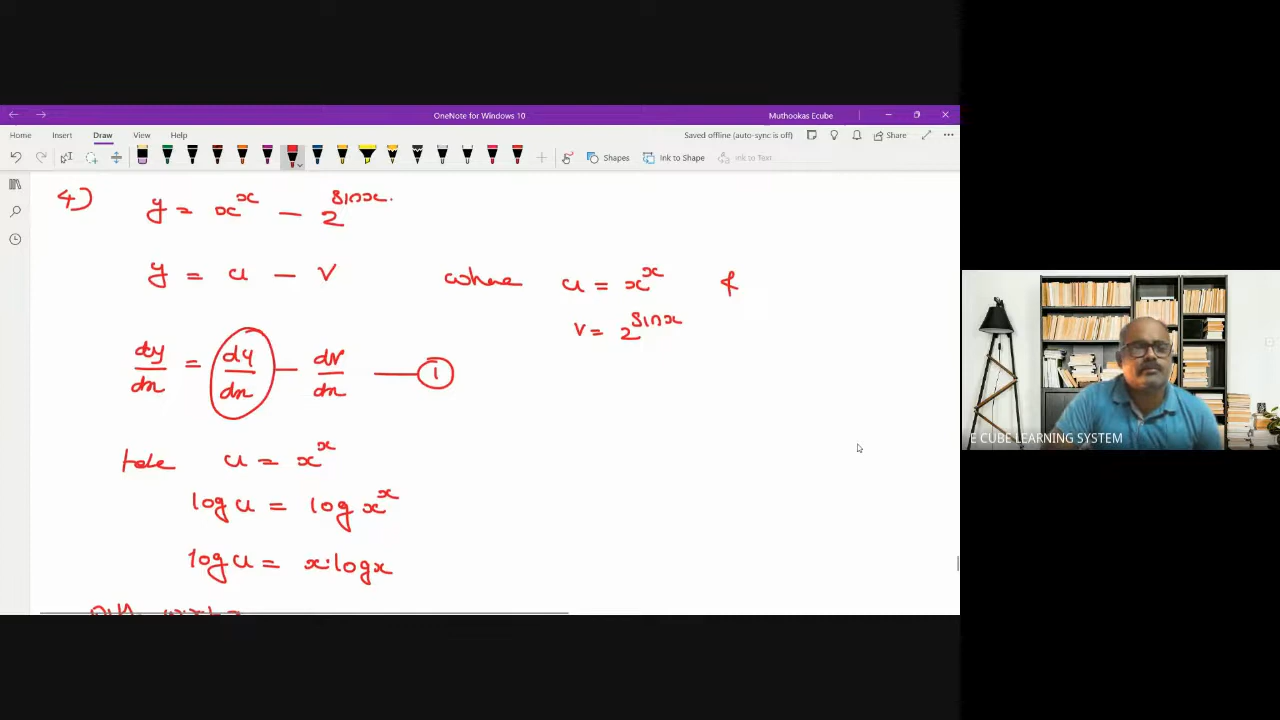 OneNote for Windows 10
Muthookas Ecube
Home Insert Draw View Help
Saved offline (auto-sync is off)
Share
Shapes
Ink to Shape
Ink to Text
4) y = x^x - 2^sinx.
y = u - v where u = x^x &
v = 2^sinx
dy/dx = dy/dx - dv/dx — 1
take u = x^x
log u = log x^x
log u = x·logx
E CUBE LEARNING SYSTEM